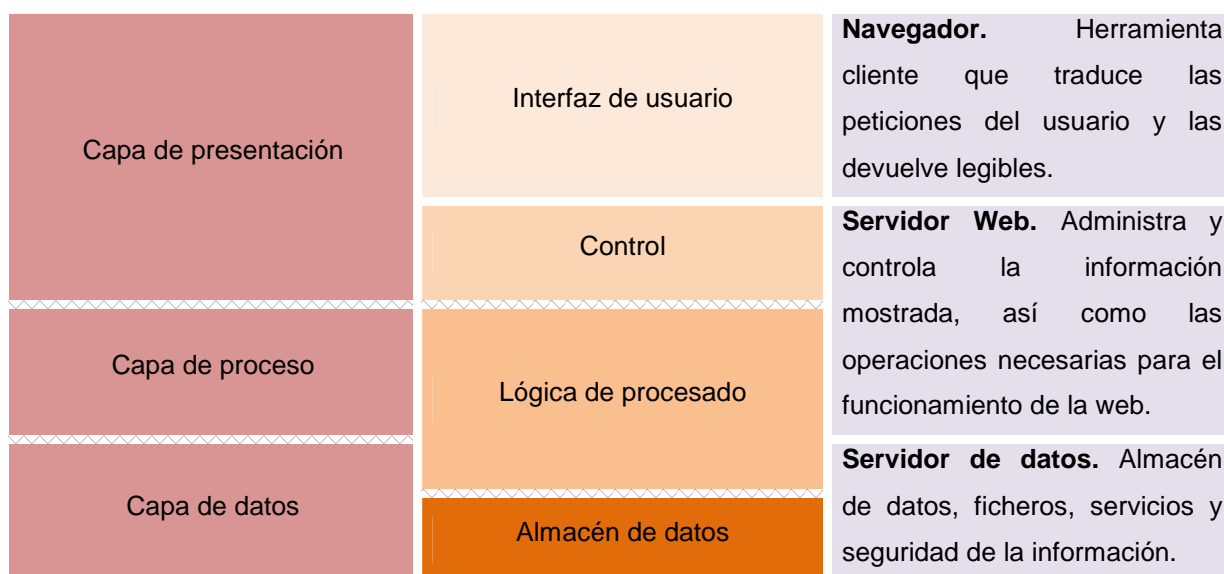 Capa de presentación
Interfaz de usuario
Navegador. Herramienta
cliente que traduce las
peticiones del usuario y las
devuelve legibles.
Control
Servidor Web. Administra y
controla la información
mostrada, así como las
operaciones necesarias para el
funcionamiento de la web.
Capa de proceso
Lógica de procesado
Capa de datos
Almacén de datos
Servidor de datos. Almacén
de datos, ficheros, servicios y
seguridad de la información.